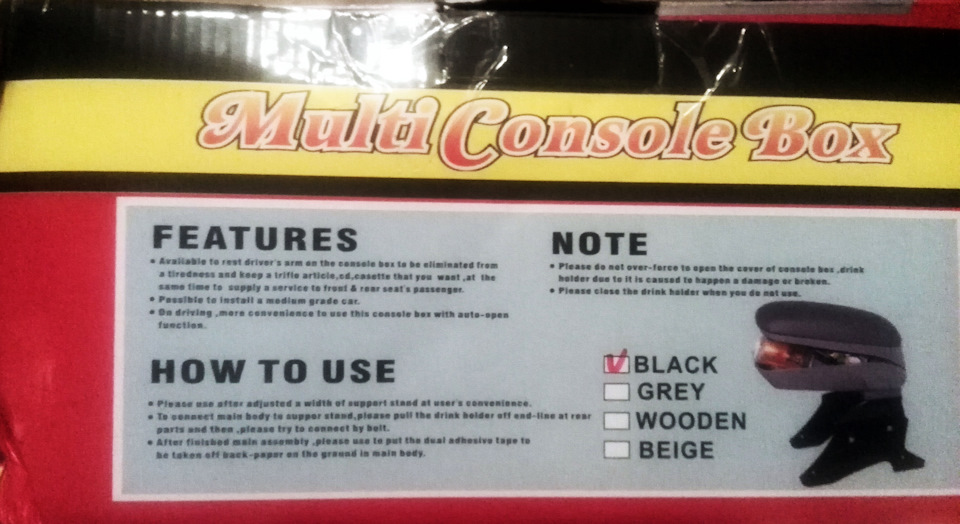 Multi Console Box
FEATURES
• Available to rest driver's arm on the console box to be eliminated from
a tiredness and keep a trifle article,cd,casette that you want ,at the
same time to supply a service to front & rear seat's passenger.
• Possible to install a medium grade car.
• On driving ,more convenience to use this console box with auto-open
function.
HOW TO USE
• Please use after adjusted a width of support stand at user's convenience.
• To connect main body to suppor stand,please pull the drink holder off end-line at rear
parts and then ,please try to connect by bolt.
• After fioished main assembly ,please use to put the dual adhesive tape to
be taken off back-paper on the ground in main body.
NOTE
• Please do not over-force to open the cover of console box ,drink
holder due to it is caused to happen a damage or broken.
• Please close the drink holder when you do not use.
BLACK
GREY
WOODEN
BEIGE